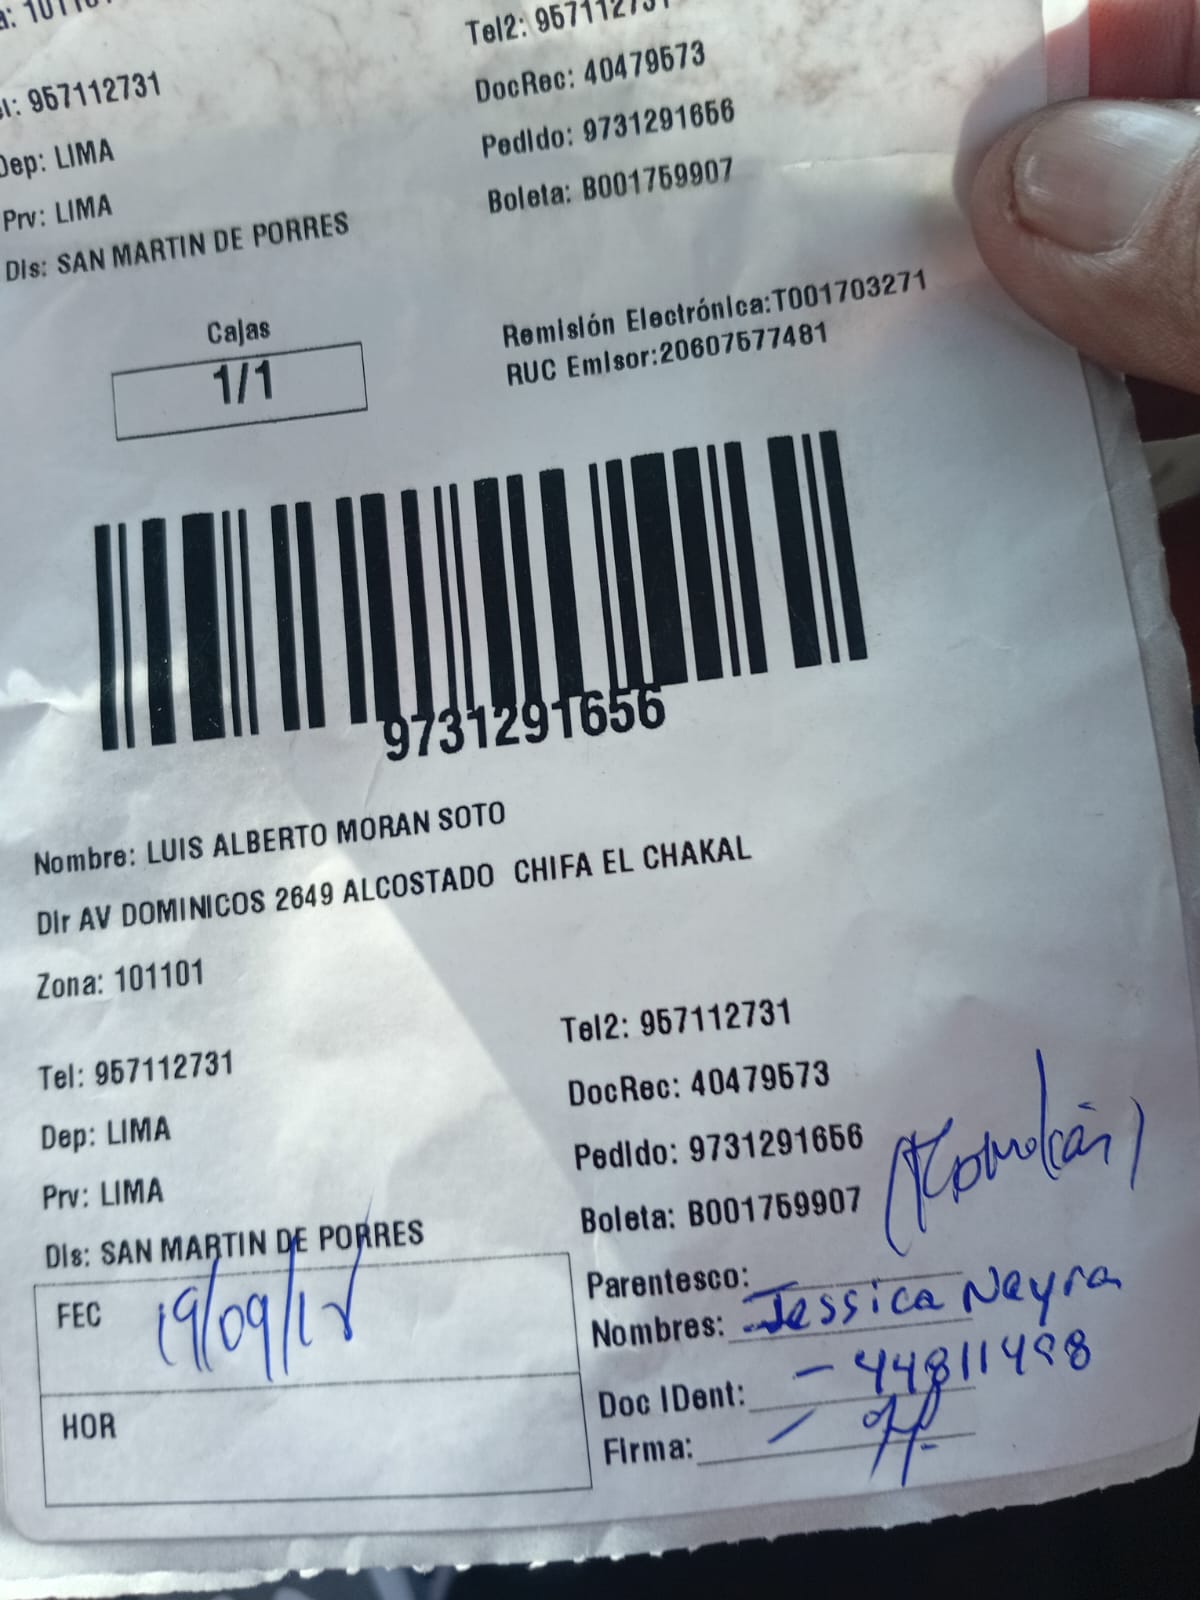 Tel2: 957112731
957112731
DocRec: 40479573
Dep: LIMA
Pedido: 9731291656
Prv: LIMA
Boleta: B001759907
Dis: SAN MARTIN DE PORRES
Cajas
1/1
Remisión Electrónica:T001703271
RUC Emisor:20607577481
9731291656
Nombre: LUIS ALBERTO MORAN SOTO
Dir AV DOMINICOS 2649 ALCOSTADO CHIFA EL CHAKAL
Zona: 101101
Tel: 957112731
Tel2: 957112731
Dep: LIMA
DocRec: 40479573
Prv: LIMA
Pedido: 9731291656
Dis: SAN MARTIN DE PORRES
Boleta: B001759907
FEC 19/09/
HOR
Parentesco:
Nombres: Jessica Neyra
Doc IDent: - 44811498
Firma: